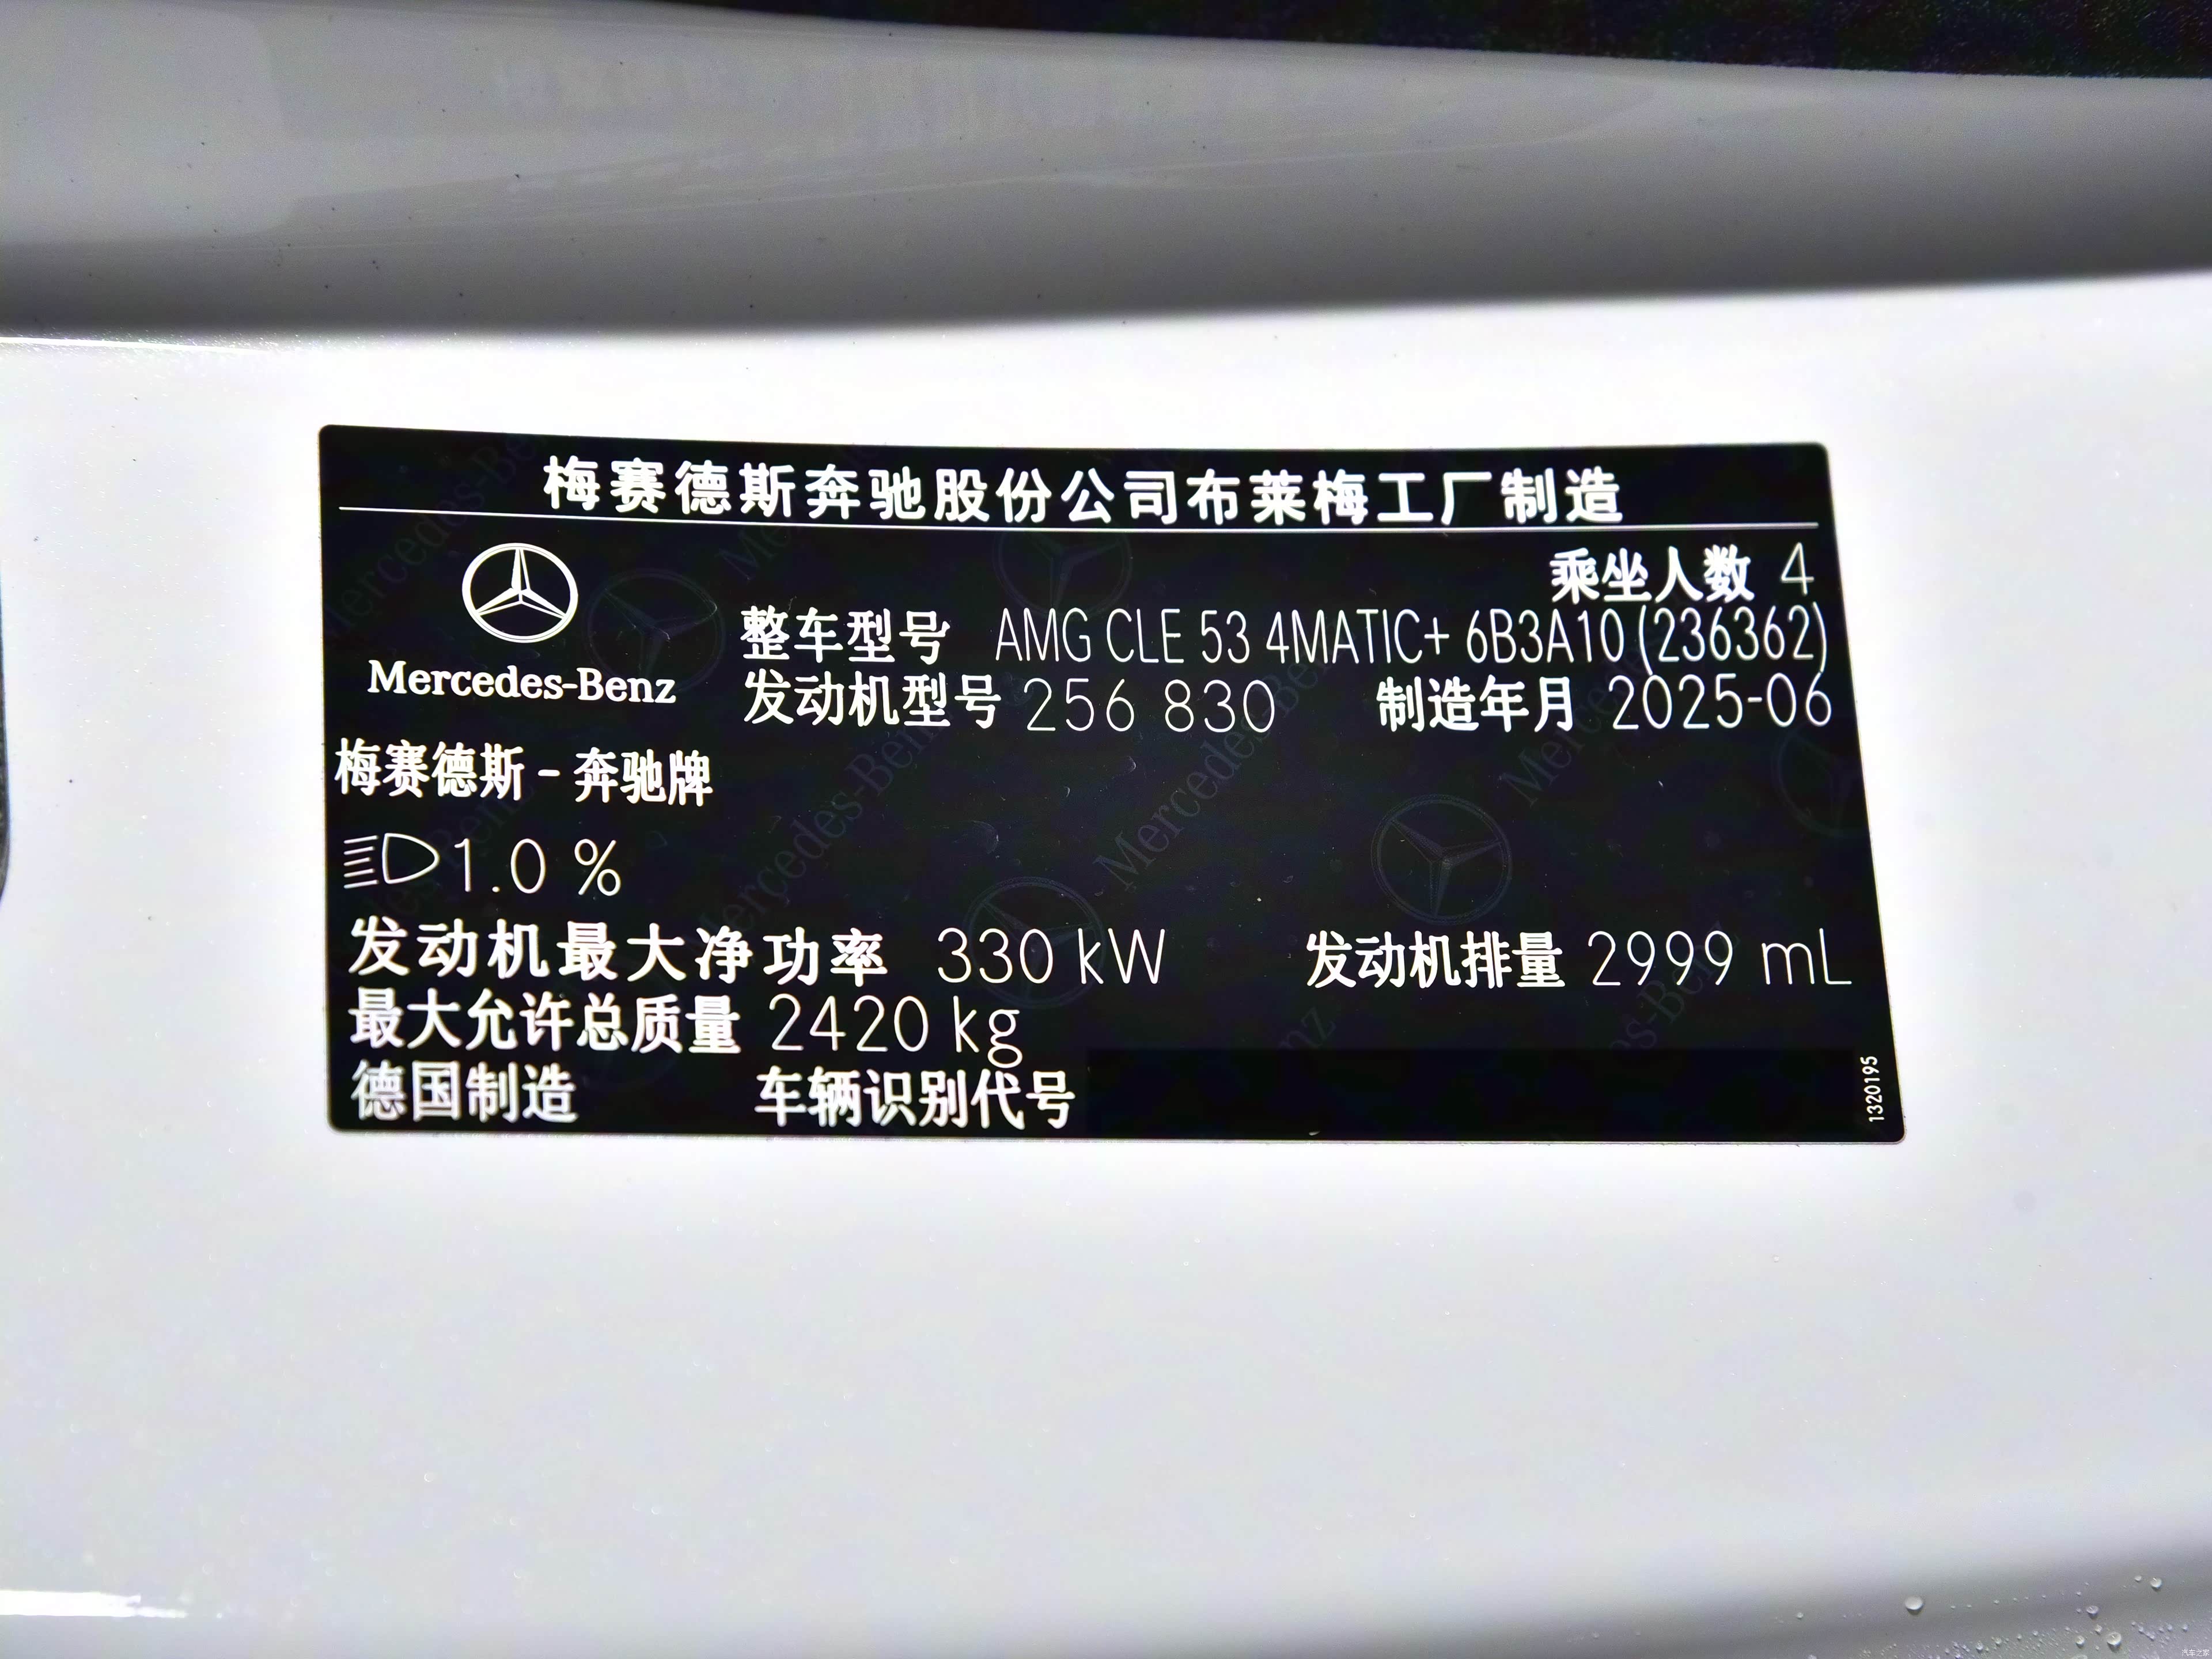 梅赛德斯奔驰股份公司布莱梅工厂制造
乘坐人数 4
Mercedes-Benz
整车型号 AMG CLE 53 4MATIC+ 6B3A10 (236362)
发动机型号 256 830 制造年月 2025-06
梅赛德斯-奔驰牌
1.0 %
发动机最大净功率 330 kW 发动机排量 2999 mL
最大允许总质量 2420 kg
德国制造 车辆识别代号
1320195
汽车之家